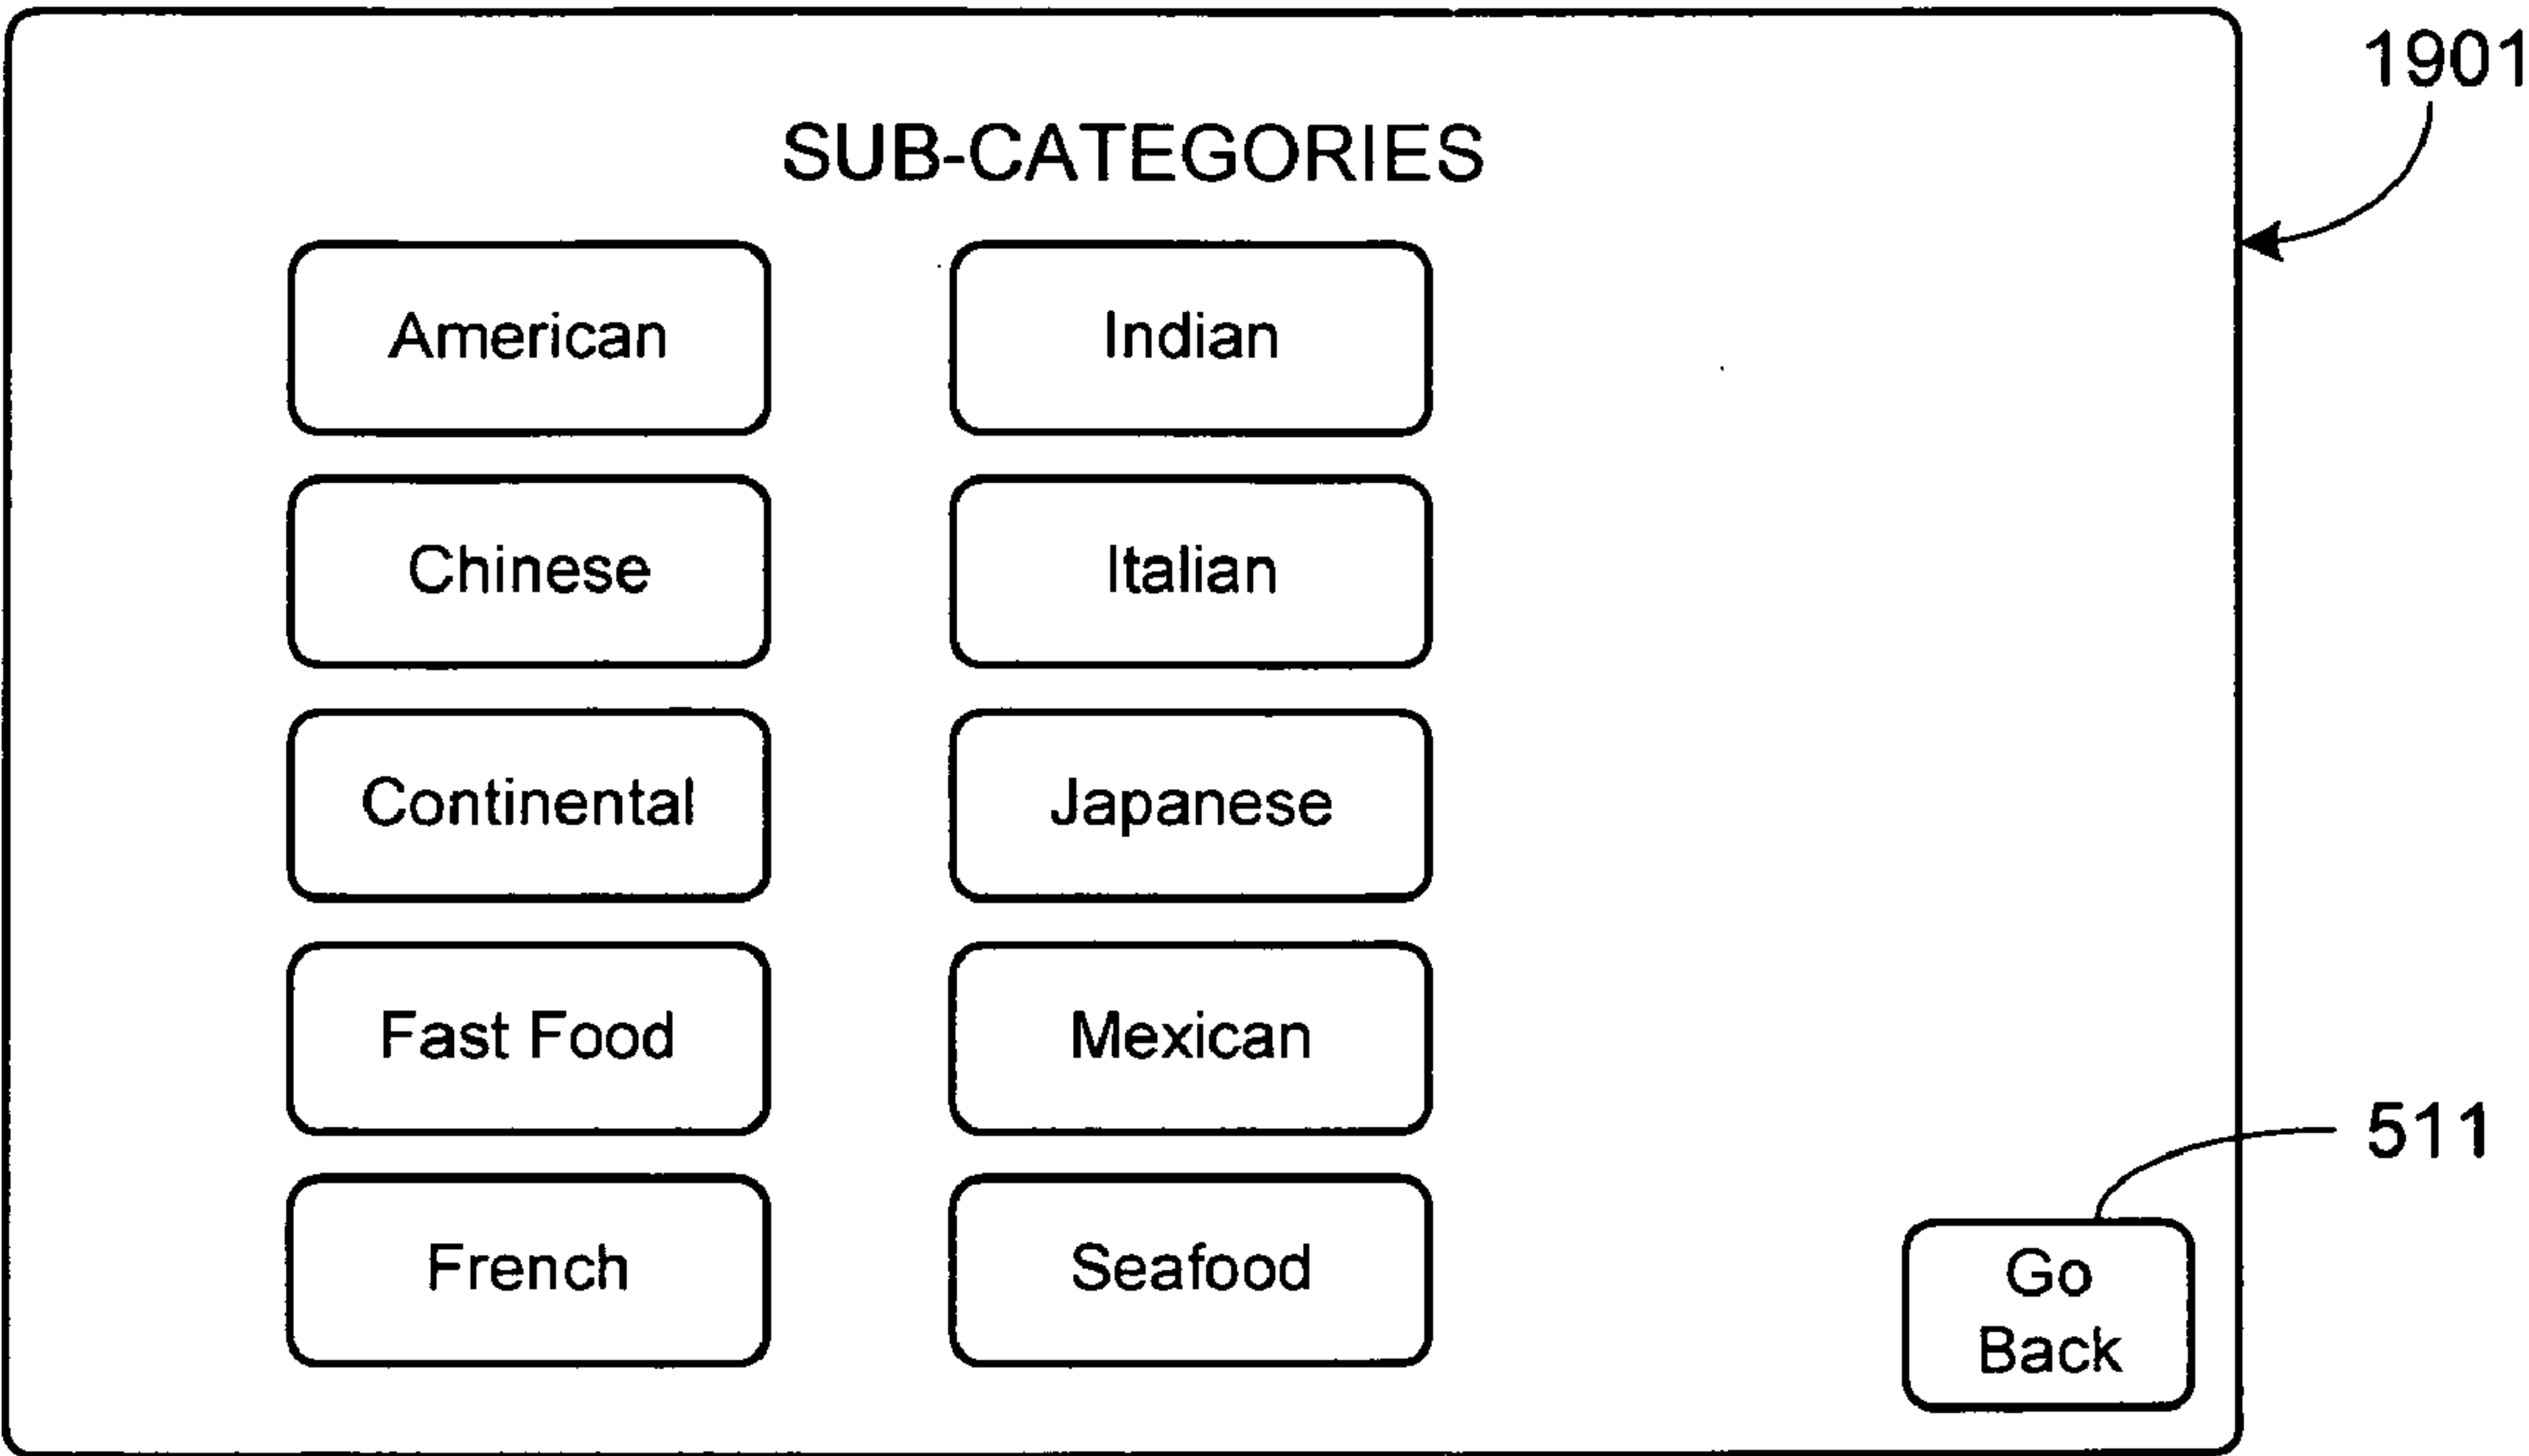 1901
SUB-CATEGORIES
American
Indian
Chinese
Italian
Continental
Japanese
Fast Food
Mexican
511
French
Seafood
Go
Back